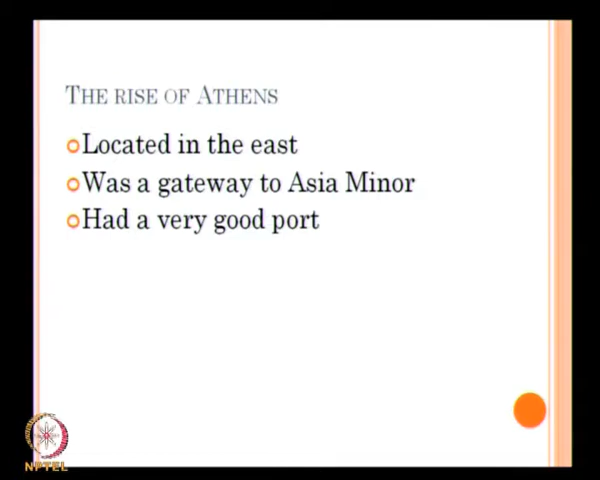 THE RISE OF ATHENS
Located in the east
Was a gateway to Asia Minor
Had a very good port
NPTEL